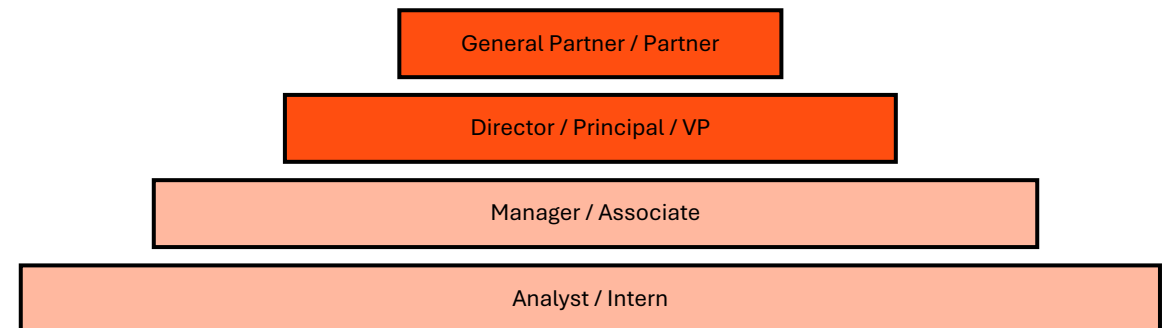 General Partner / Partner
Director / Principal / VP
Manager / Associate
Analyst / Intern